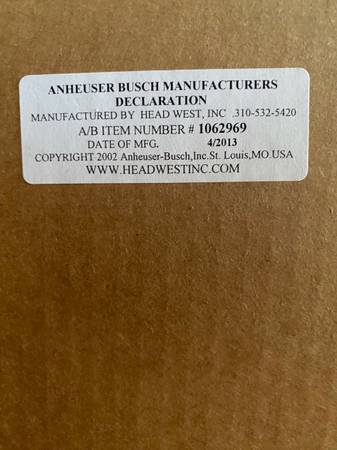 ANHEUSER BUSCH MANUFACTURERS
DECLARATION
MANUFACTURED BY HEAD WEST, INC .310-532-5420
A/B ITEM NUMBER # 1062969
DATE OF MFG. 4/2013
COPYRIGHT 2002 Anheuser-Busch,Inc.St. Louis,MO.USA
WWW.HEADWESTINC.COM